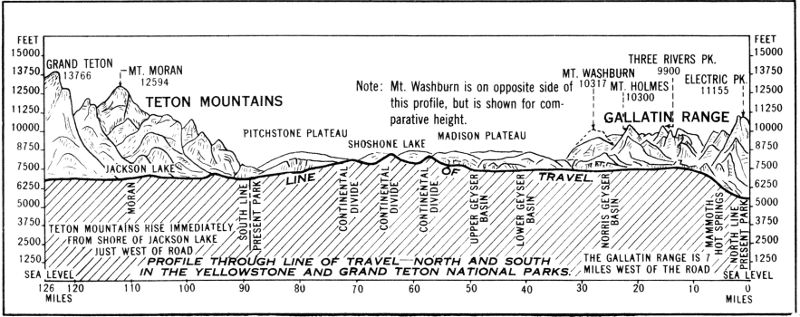 FEET
15000
13750
12500
11250
10000
8750
7500
6250
5000
3750
2500
1250
SEA LEVEL
GRAND TETON
13766
MT. MORAN
12594
TETON MOUNTAINS
JACKSON LAKE
PITCHSTONE PLATEAU
SHOSHONE LAKE
MADISON PLATEAU
Note: Mt. Washburn is on opposite side of
this profile, but is shown for com-
parative height.
MT. WASHBURN
10317
MT. HOLMES
10300
THREE RIVERS PK.
9900
ELECTRIC PK.
11155
GALLATIN RANGE
FEET
15000
13750
12500
11250
10000
8750
7500
6250
5000
3750
2500
1250
SEA LEVEL
LINE OF TRAVEL
MORAN
SOUTH LINE
PRESENT PARK
CONTINENTAL
DIVIDE
CONTINENTAL
DIVIDE
CONTINENTAL
DIVIDE
UPPER GEYSER
BASIN
LOWER GEYSER
BASIN
NORRIS GEYSER
BASIN
MAMMOTH
HOT SPRINGS
NORTH LINE
PRESENT PARK
TETON MOUNTAINS RISE IMMEDIATELY
FROM SHORE OF JACKSON LAKE
JUST WEST OF ROAD
PROFILE THROUGH LINE OF TRAVEL—NORTH AND SOUTH
IN THE YELLOWSTONE AND GRAND TETON NATIONAL PARKS.
THE GALLATIN RANGE IS 7
MILES WEST OF THE ROAD
126 120 110 100 90 80 70 60 50 40 30 20 10 0
MILES
MILES